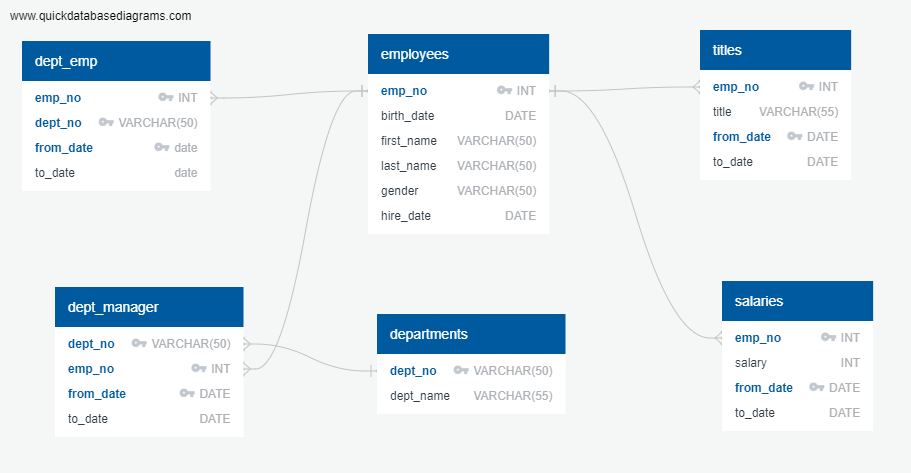 www.quickdatabasediagrams.com
dept_emp
emp_no INT
dept_no VARCHAR(50)
from_date date
to_date date
employees
emp_no INT
birth_date DATE
first_name VARCHAR(50)
last_name VARCHAR(50)
gender VARCHAR(50)
hire_date DATE
titles
emp_no INT
title VARCHAR(55)
from_date DATE
to_date DATE
dept_manager
dept_no VARCHAR(50)
emp_no INT
from_date DATE
to_date DATE
departments
dept_no VARCHAR(50)
dept_name VARCHAR(55)
salaries
emp_no INT
salary INT
from_date DATE
to_date DATE